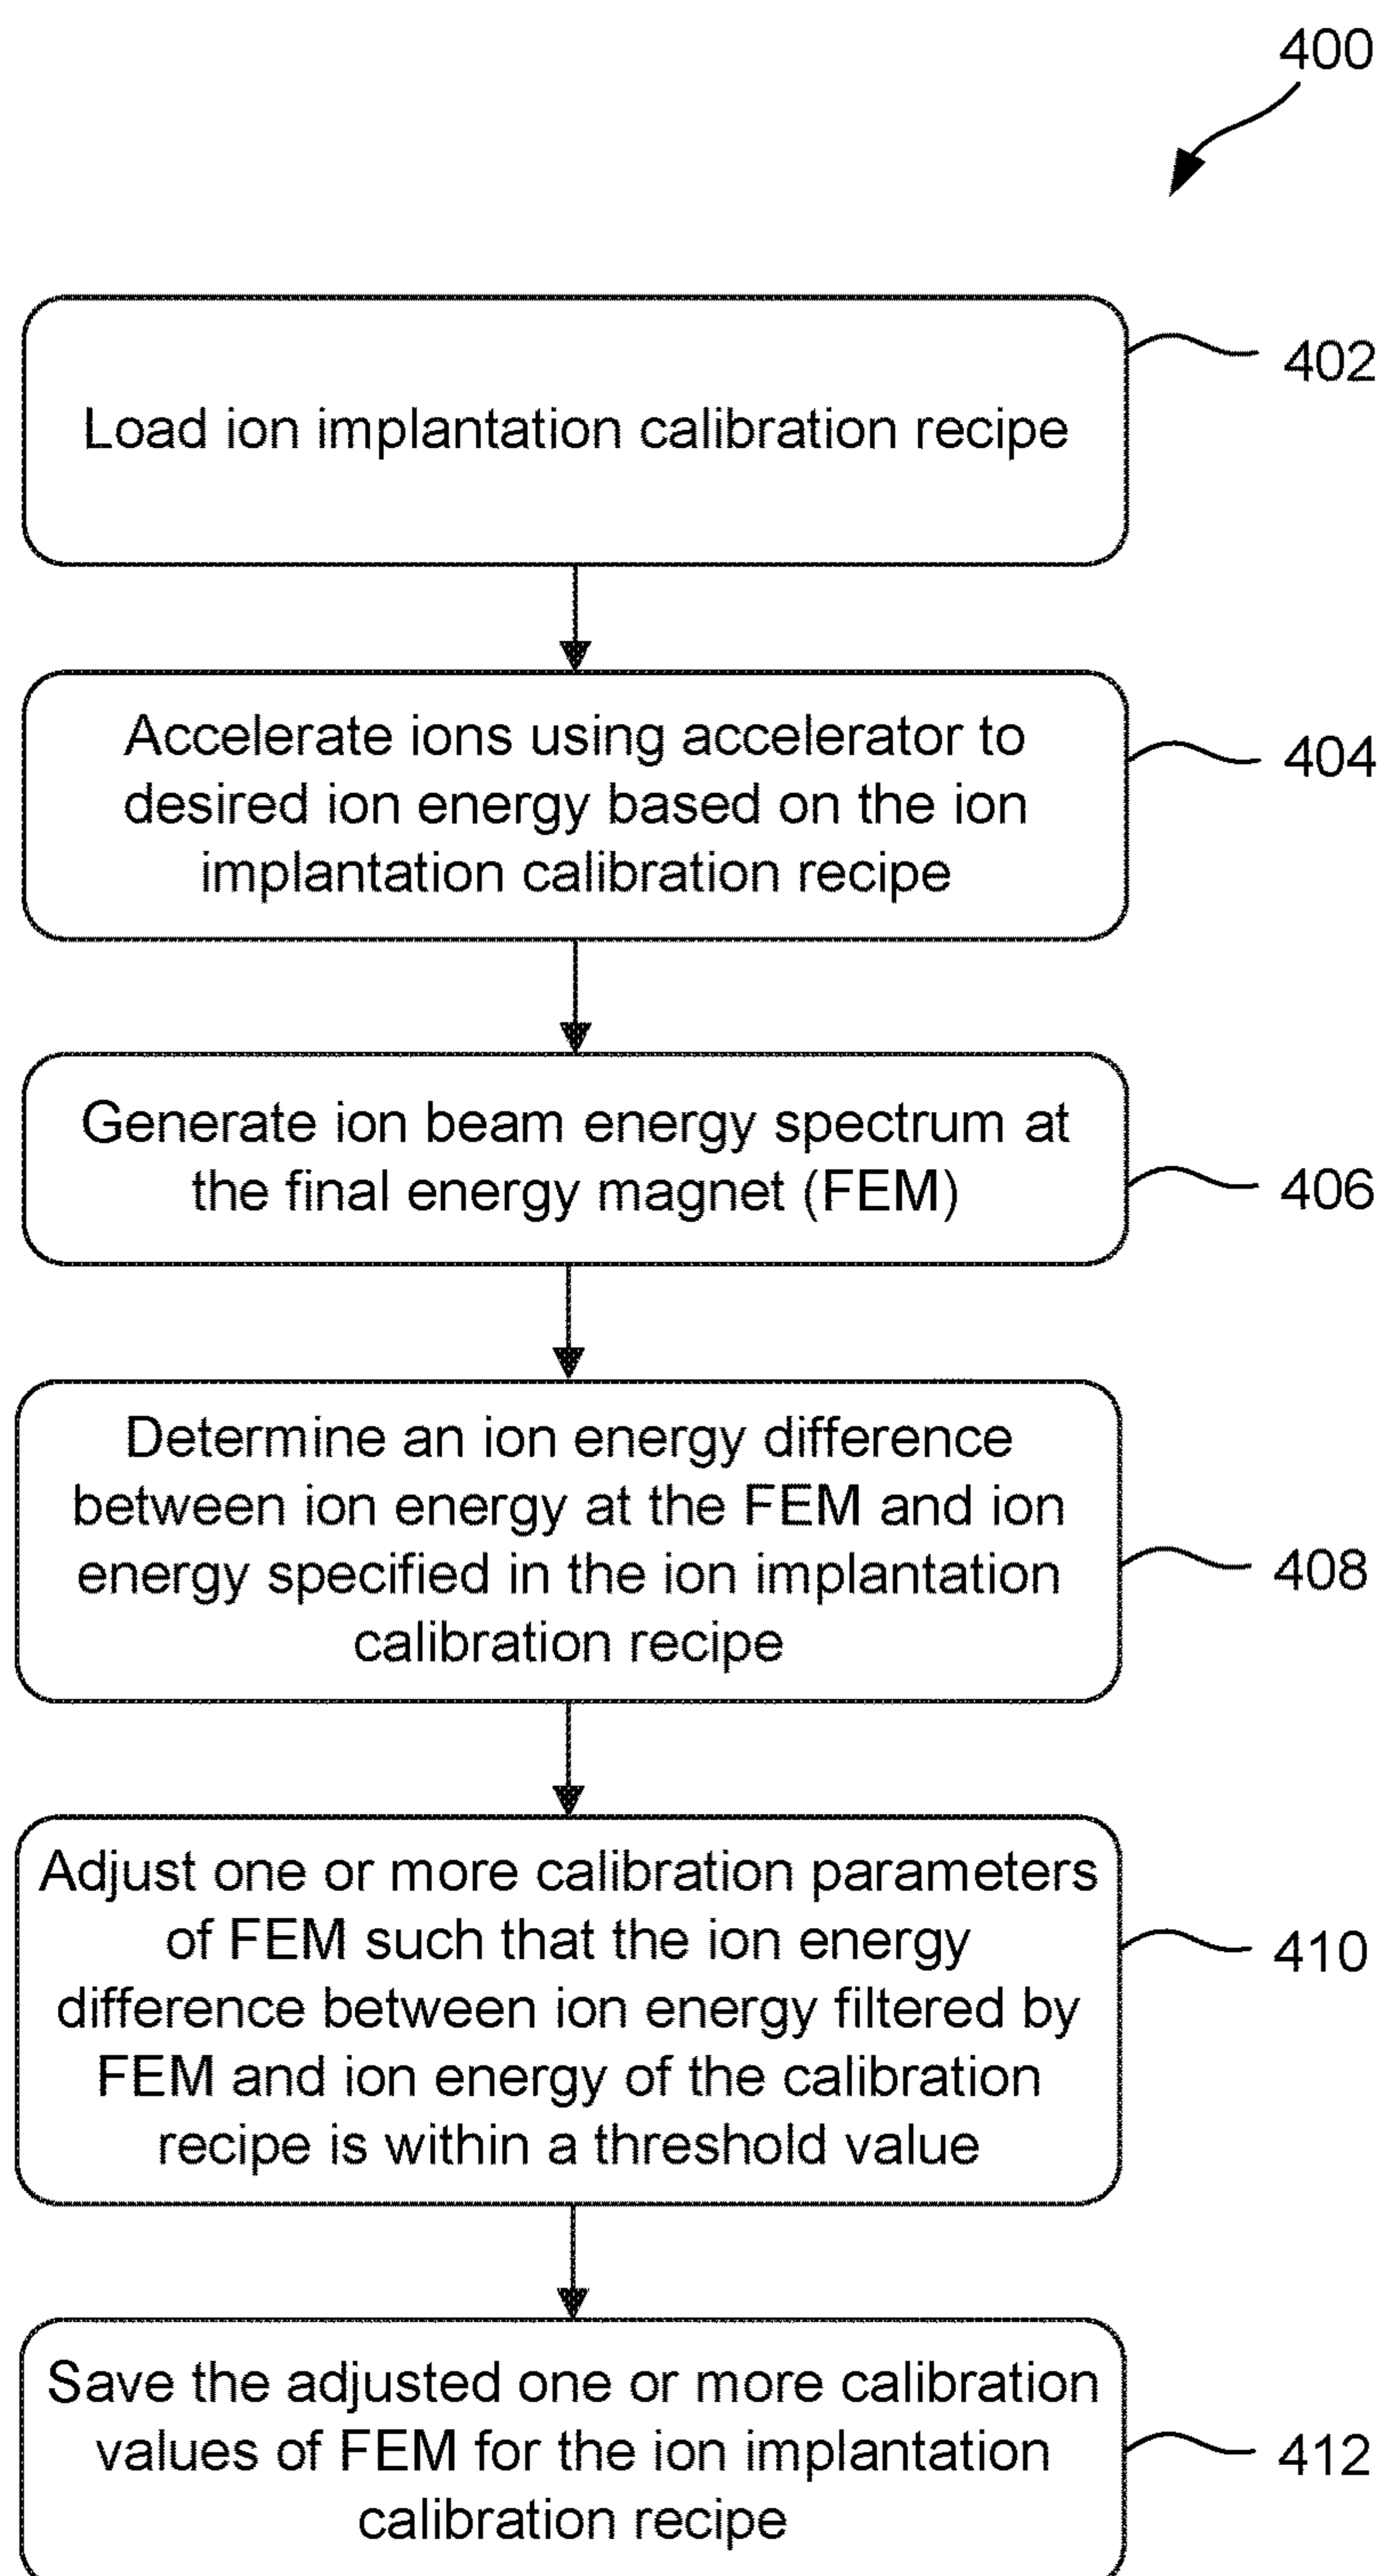 400
Load ion implantation calibration recipe
402
Accelerate ions using accelerator to
desired ion energy based on the ion
implantation calibration recipe
404
Generate ion beam energy spectrum at
the final energy magnet (FEM)
406
Determine an ion energy difference
between ion energy at the FEM and ion
energy specified in the ion implantation
calibration recipe
408
Adjust one or more calibration parameters
of FEM such that the ion energy
difference between ion energy filtered by
FEM and ion energy of the calibration
recipe is within a threshold value
410
Save the adjusted one or more calibration
values of FEM for the ion implantation
calibration recipe
412